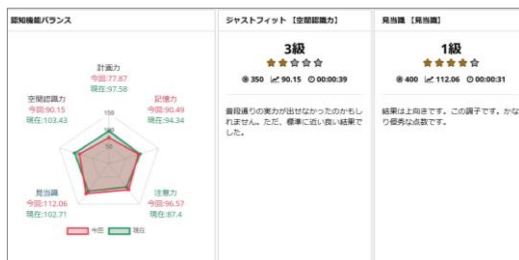 認知機能バランス
計画力
今回:77.87
現在:97.58
空間認識力
今回:90.15
現在:103.43
記憶力
今回:90.49
現在:94.34
150
100
50
見当識
今回:112.06
現在:102.71
注意力
今回:96.57
現在:87.4
今回 現在
ジャストフィット 【空間認識力】
3級
350 90.15 00:00:39
普段通りの実力が出せなかったのかもし
れません。ただ、標準に近い良い結果で
した。
見当識 【見当識】
1級
400 112.06 00:00:31
結果は上向きです。この調子です。かな
り優秀な点数です。